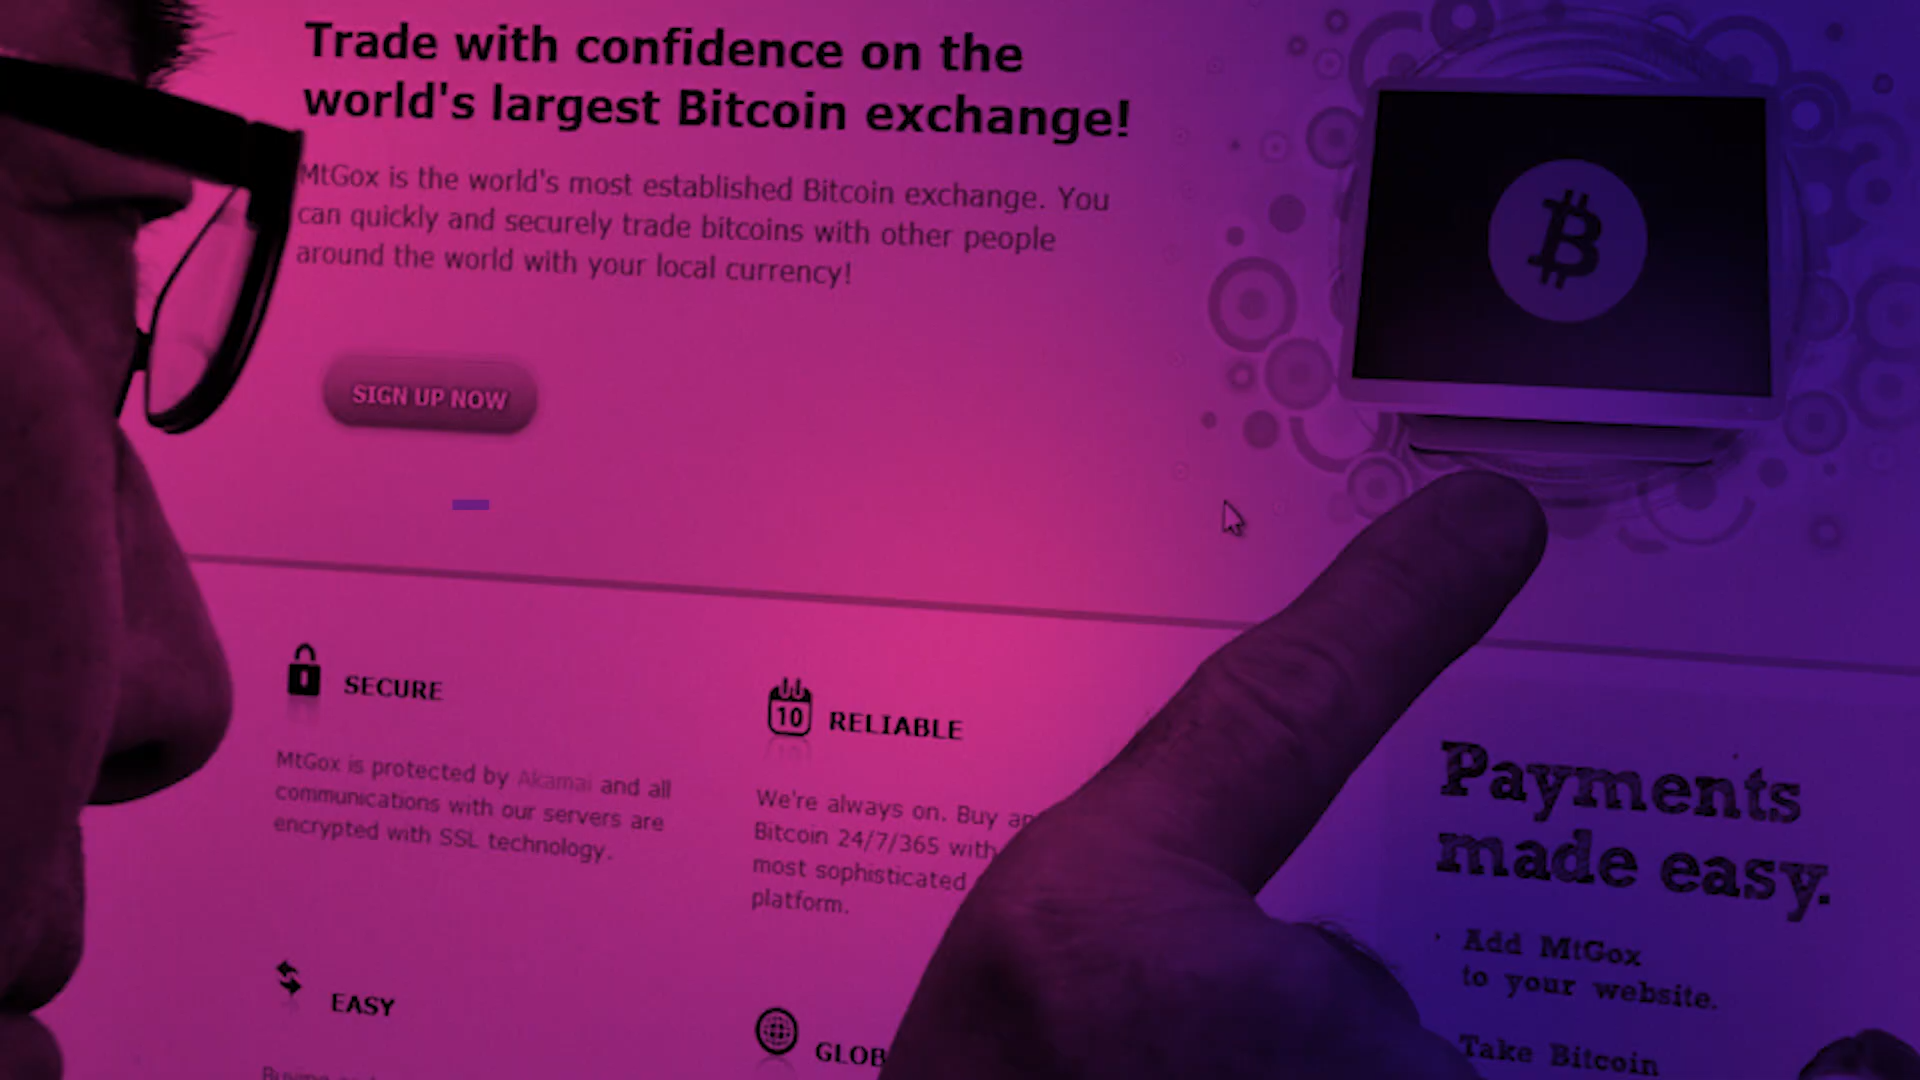 Trade with confidence on the
world's largest Bitcoin exchange!
MtGox is the world's most established Bitcoin exchange. You
can quickly and securely trade bitcoins with other people
around the world with your local currency!
SIGN UP NOW
SECURE
MtGox is protected by Akamai and all
communications with our servers are
encrypted with SSL technology.
RELIABLE
10
We're always on. Buy
Bitcoin 24/7/365 with
most sophisticated
platform.
Payments
made easy.
Add MtGox
to your website.
Take Bitcoin
EASY
GLOB